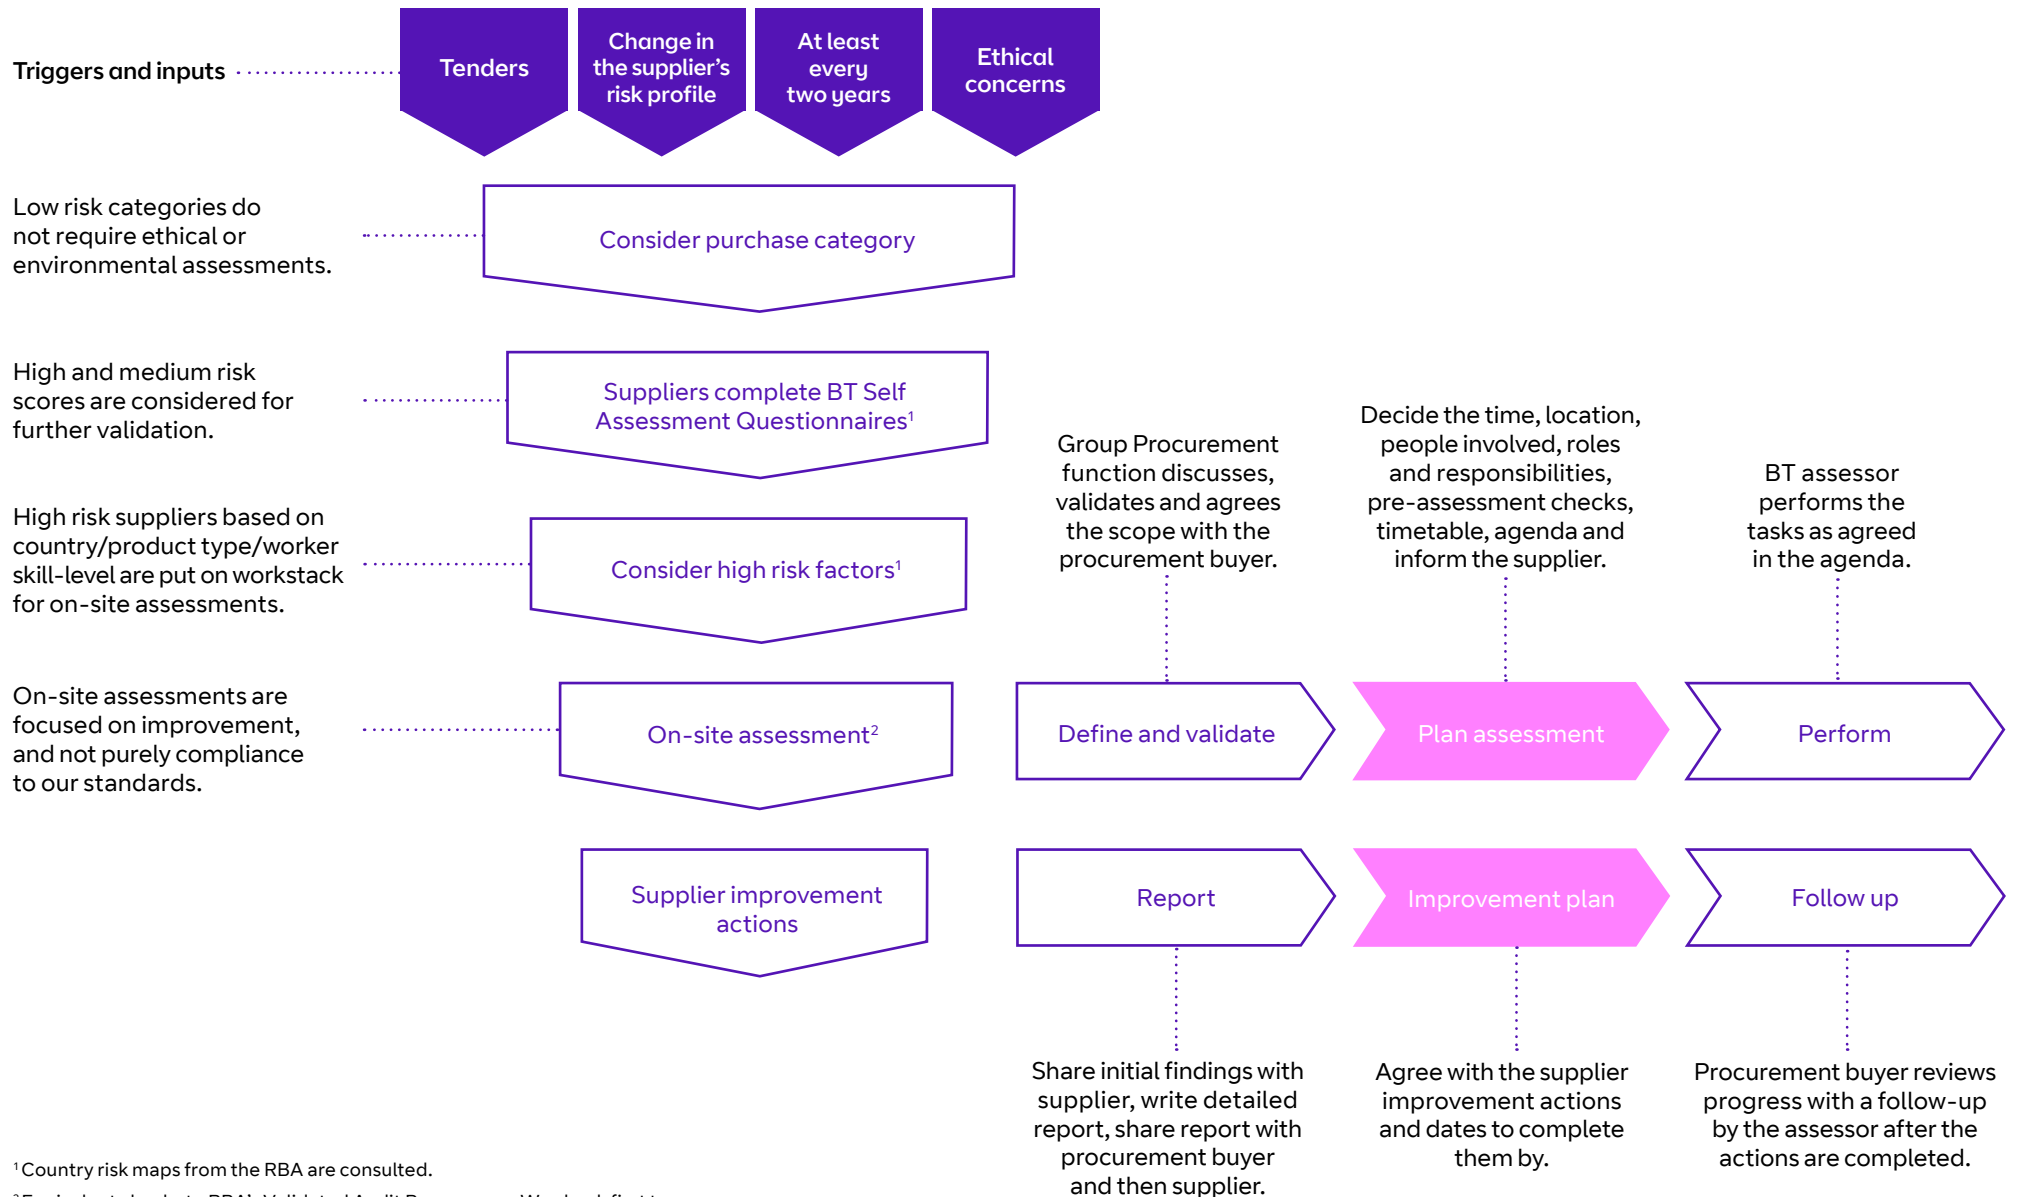 Triggers and inputs
Tenders
Change in
the supplier's
risk profile
At least
every
two years
Ethical
concerns
Low risk categories do
not require ethical or
environmental assessments.
Consider purchase category
High and medium risk
scores are considered for
further validation.
Suppliers complete BT Self
Assessment Questionnaires¹
High risk suppliers based on
country/product type/worker
skill-level are put on workstack
for on-site assessments.
Consider high risk factors¹
On-site assessments are
focused on improvement,
and not purely compliance
to our standards.
On-site assessment²
Group Procurement
function discusses,
validates and agrees
the scope with the
procurement buyer.
Define and validate
Decide the time, location,
people involved, roles
and responsibilities,
pre-assessment checks,
timetable, agenda and
inform the supplier.
Plan assessment
BT assessor
performs the
tasks as agreed
in the agenda.
Perform
Supplier improvement
actions
Report
Share initial findings with
supplier, write detailed
report, share report with
procurement buyer
and then supplier.
Improvement plan
Agree with the supplier
improvement actions
and dates to complete
them by.
Follow up
Procurement buyer reviews
progress with a follow-up
by the assessor after the
actions are completed.
¹ Country risk maps from the RBA are consulted.